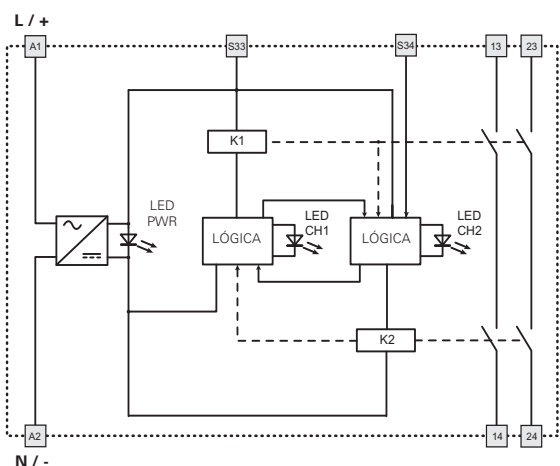 L / +
A1
S33
S34
13
23
K1
LED
PWR
LÓGICA
LED
CH1
LÓGICA
LED
CH2
K2
A2
14
24
N / -